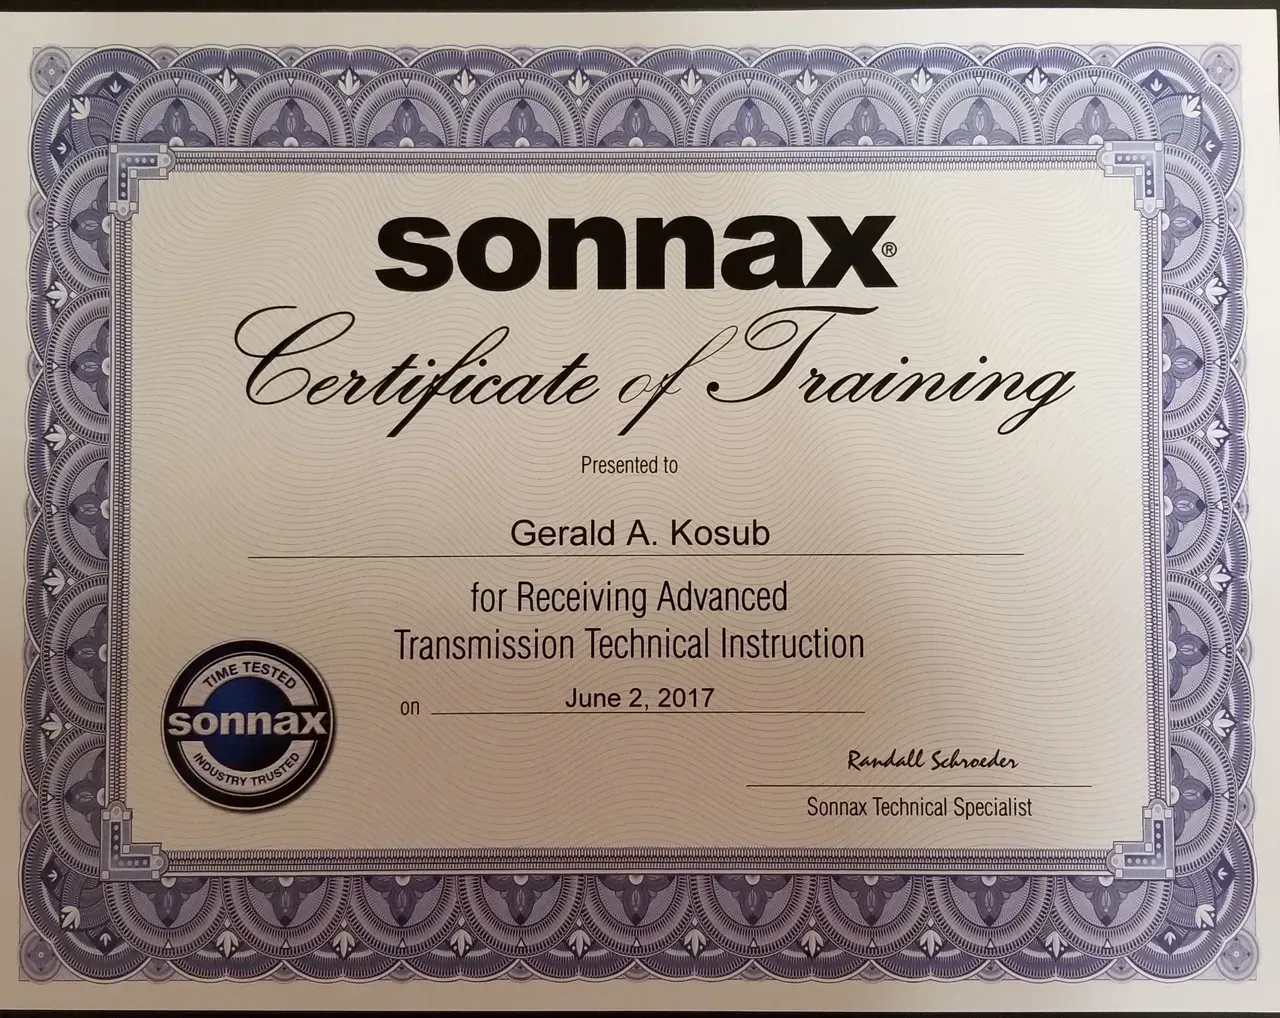 sonnax®
Certificate of Training
Presented to
Gerald A. Kosub
for Receiving Advanced
Transmission Technical Instruction
on June 2, 2017
TIME TESTED
sonnax
INDUSTRY TRUSTED
Randall Schroeder
Sonnax Technical Specialist